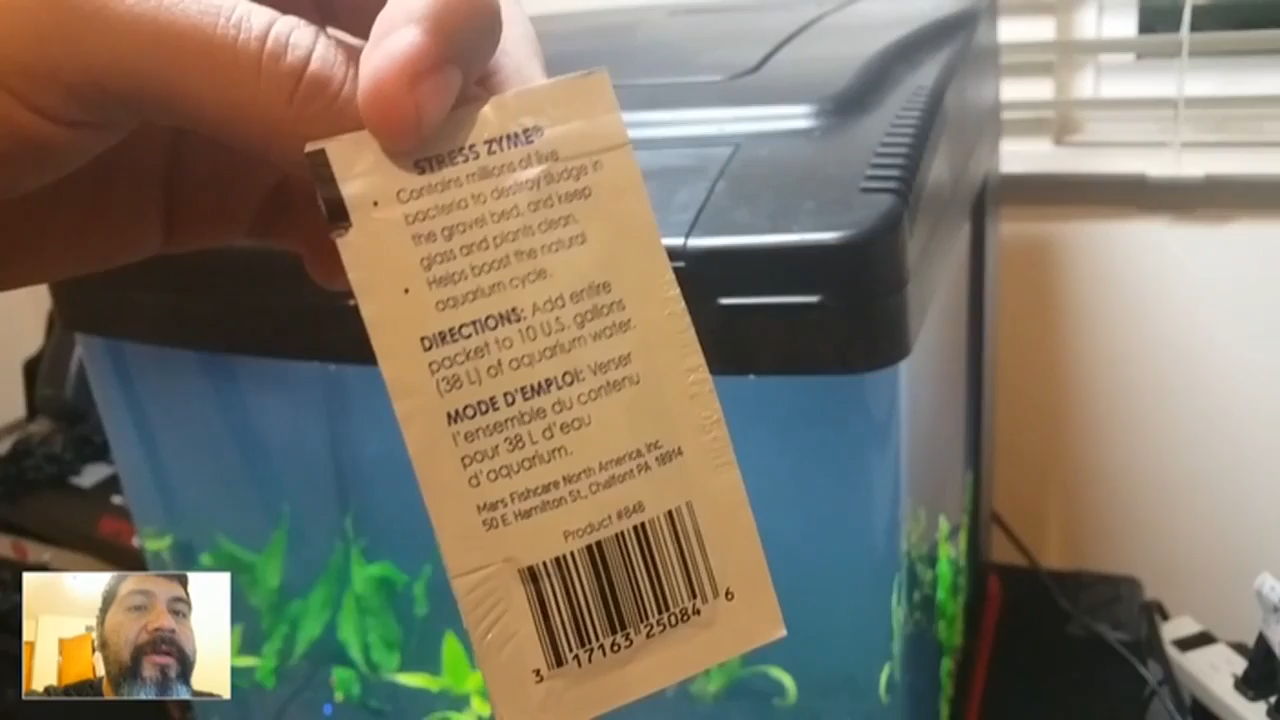 STRESS ZYME®
• Contains millions of live
bacteria to destroy sludge in
the gravel bed, and keep
glass and plants clean.
• Helps boost the natural
aquarium cycle.
DIRECTIONS: Add entire
packet to 10 U.S. gallons
(38 L) of aquarium water.
MODE D'EMPLOI: Verser
l'ensemble du contenu
pour 38 L d'eau
d'aquarium.
Mars Fishcare North America, Inc.
50 E. Hamilton St., Chalfont PA 18914
Product #84B
3 17163 25084 6